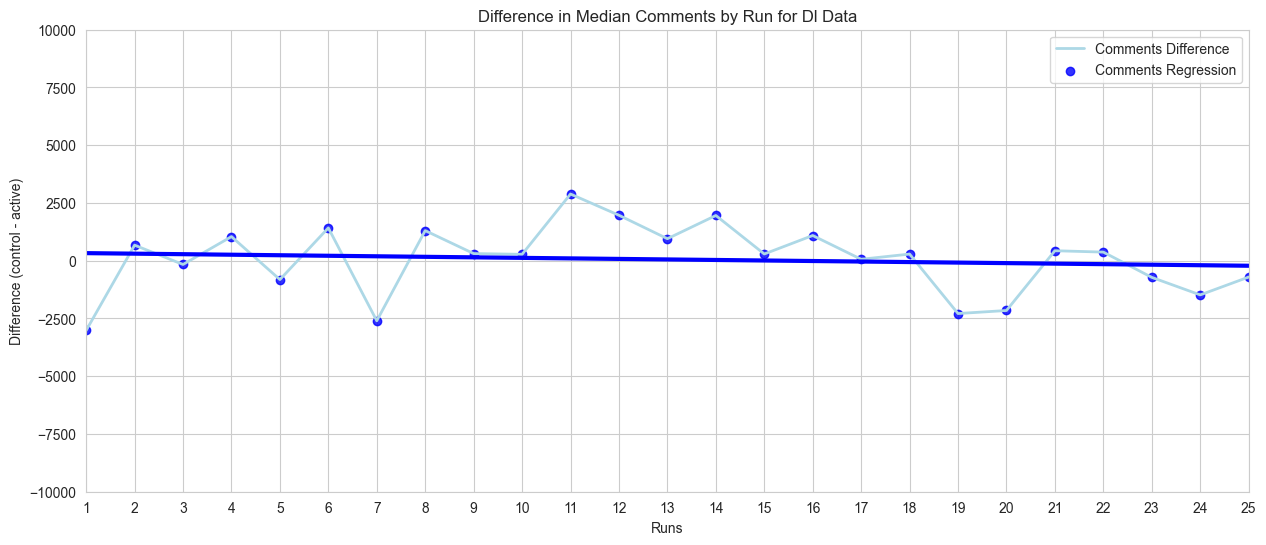 Difference in Median Comments by Run for DI Data
Comments Difference
Comments Regression
Difference (control - active)
10000
7500
5000
2500
0
−2500
−5000
−7500
−10000
1 2 3 4 5 6 7 8 9 10 11 12 13 14 15 16 17 18 19 20 21 22 23 24 25
Runs